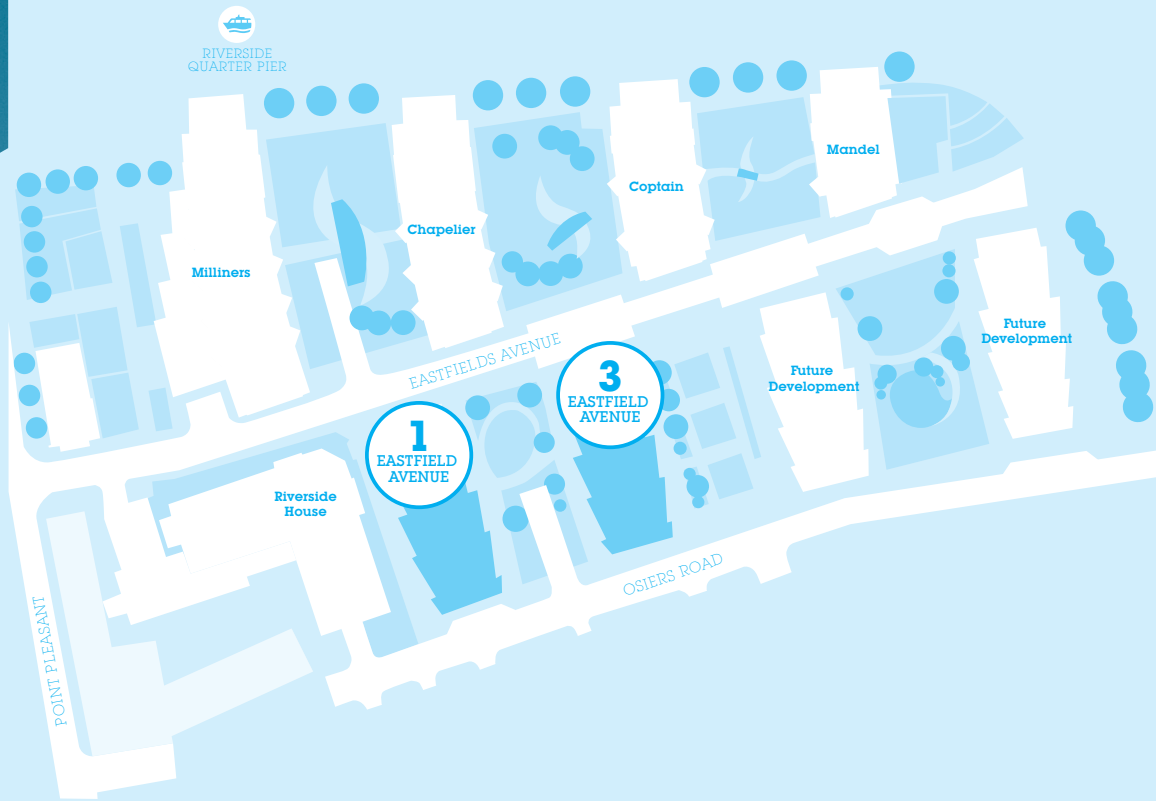 RIVERSIDE
QUARTER PIER
Mandel
Coptain
Chapelier
Milliners
Future
Development
EASTFIELDS AVENUE
Future
Development
3
EASTFIELD
AVENUE
1
EASTFIELD
AVENUE
Riverside
House
OSIERS ROAD
POINT PLEASANT